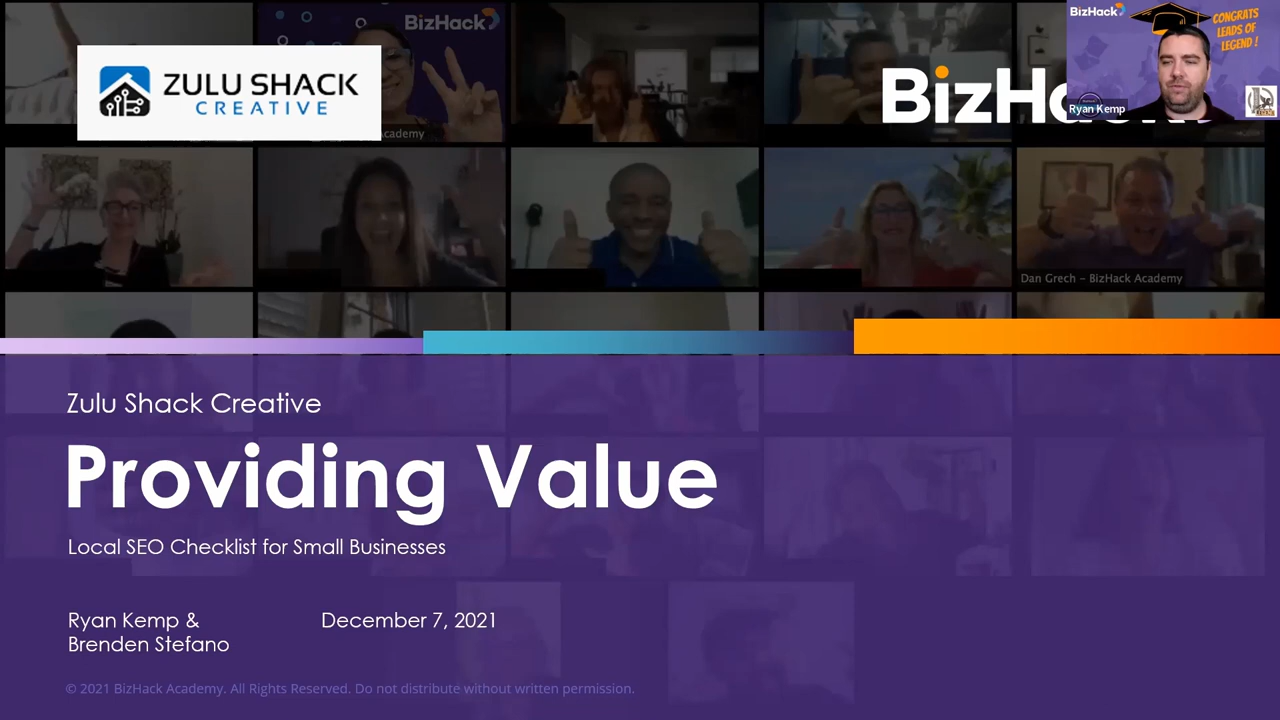 BizHack
ZULU SHACK
CREATIVE
Academy
BizHack
CONGRATS
LEADS OF
LEGEND !
Ryan Kemp
Dan Grech – BizHack Academy
Zulu Shack Creative
Providing Value
Local SEO Checklist for Small Businesses
Ryan Kemp &
Brenden Stefano
December 7, 2021
© 2021 BizHack Academy. All Rights Reserved. Do not distribute without written permission.